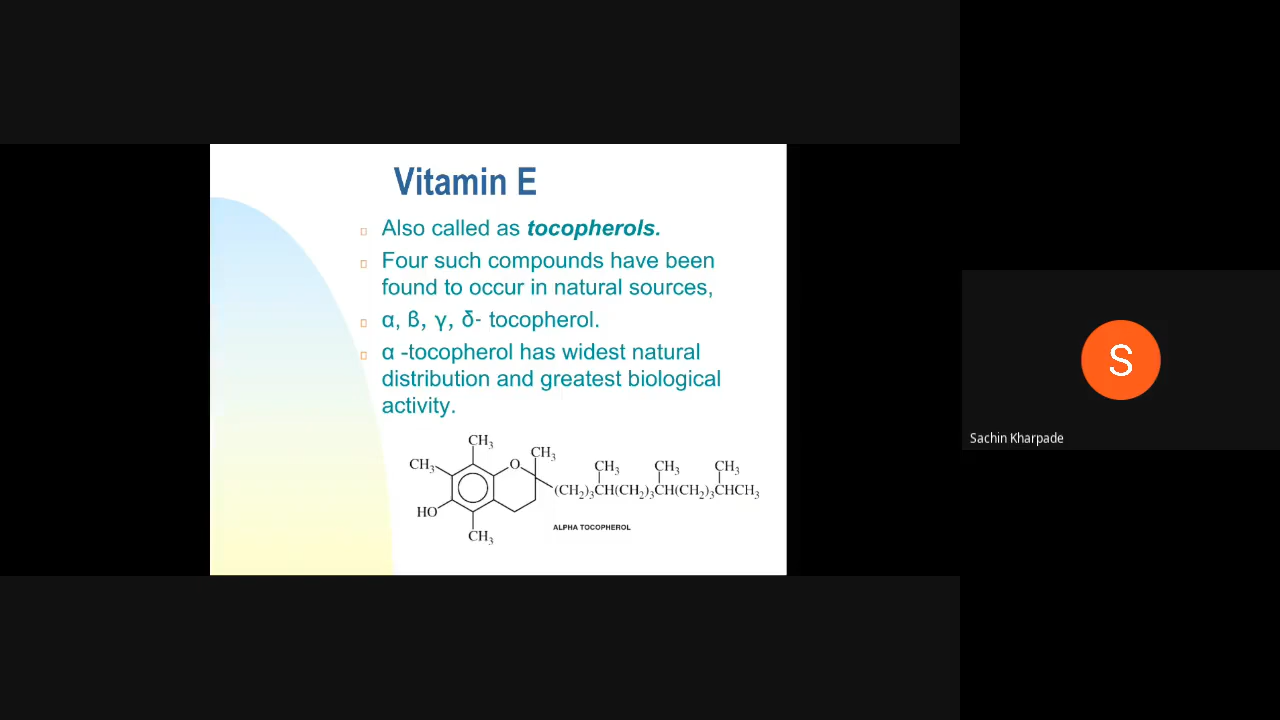 Vitamin E
Also called as tocopherols.
Four such compounds have been
found to occur in natural sources,
α, ß, γ, δ- tocopherol.
α -tocopherol has widest natural
distribution and greatest biological
activity.
CH3
CH3
CH3
O
CH3
CH3
CH3
(CH2)3CH(CH2)3CH(CH2)3CHCH3
HO
CH3
ALPHA TOCOPHEROL
S
Sachin Kharpade